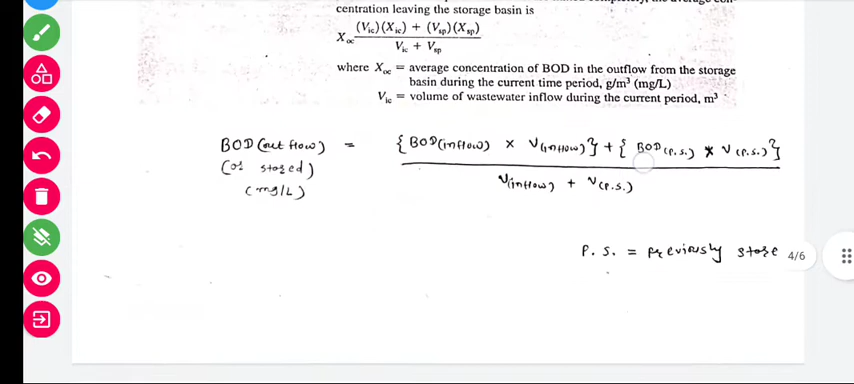 centration leaving the storage basin is
X_oc (V_ic)(X_ic) + (V_sp)(X_sp)
V_ic + V_sp
where X_oc = average concentration of BOD in the outflow from the storage
basin during the current time period, g/m³ (mg/L)
V_ic = volume of wastewater inflow during the current period, m³
BOD (out flow) = {BOD(inflow) x V(inflow)} + { BOD (P.S.) x V (P.S.)}
(or stored)
(mg/L)
V(inflow) + V(P.S.)
P. S. = previously store
4/6